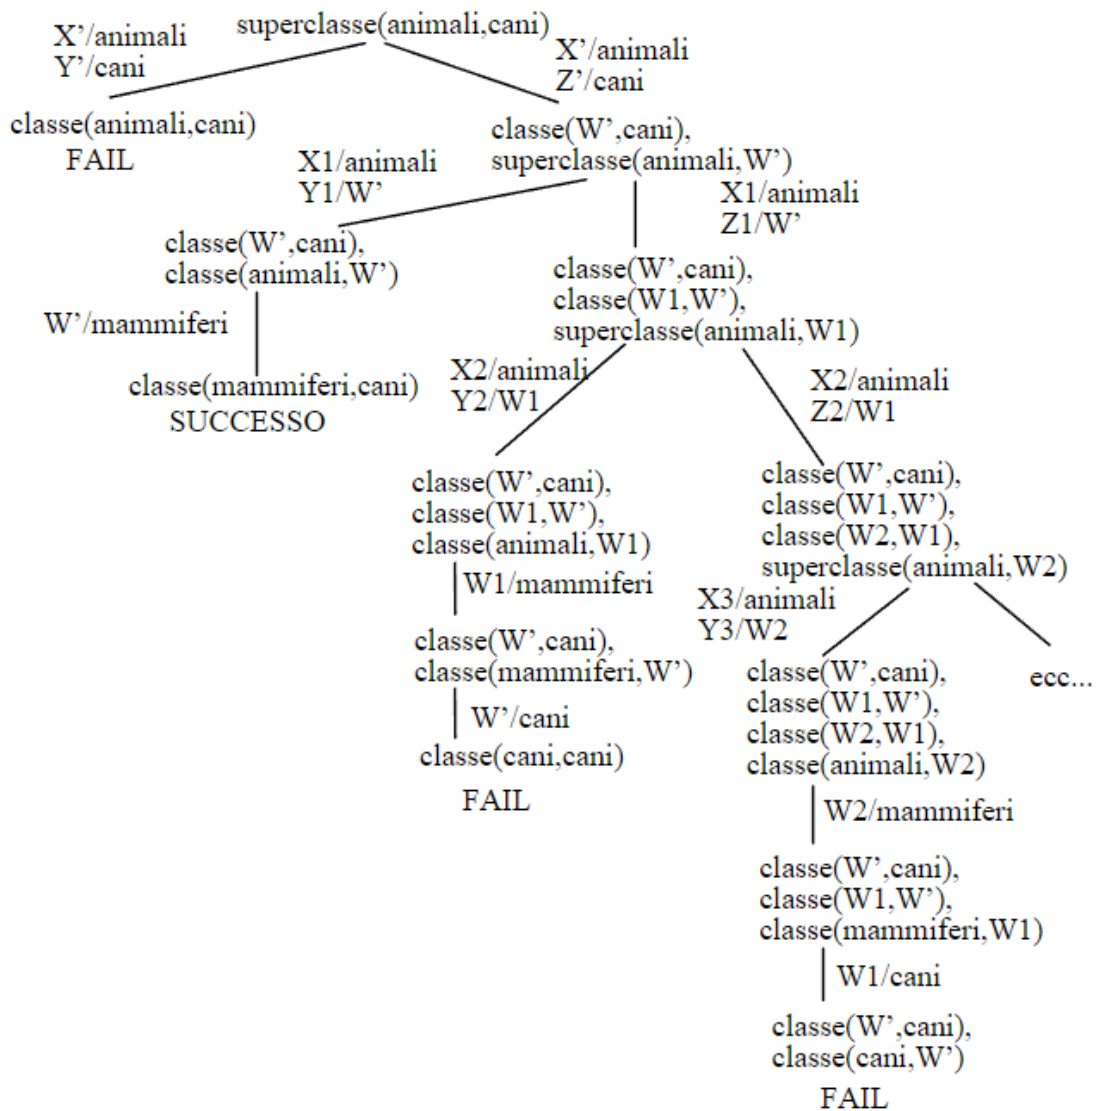 superclasse(animali,cani)
X’/animali
Y’/cani
X’/animali
Z’/cani
classe(animali,cani)
FAIL
classe(W’,cani),
superclasse(animali,W’)
X1/animali
Y1/W’
X1/animali
Z1/W’
classe(W’,cani),
classe(animali,W’)
W’/mammiferi
classe(mammiferi,cani)
SUCCESSO
classe(W’,cani),
classe(W1,W’),
superclasse(animali,W1)
X2/animali
Y2/W1
X2/animali
Z2/W1
classe(W’,cani),
classe(W1,W’),
classe(animali,W1)
W1/mammiferi
classe(W’,cani),
classe(mammiferi,W’)
W’/cani
classe(cani,cani)
FAIL
classe(W’,cani),
classe(W1,W’),
classe(W2,W1),
superclasse(animali,W2)
X3/animali
Y3/W2
ecc...
classe(W’,cani),
classe(W1,W’),
classe(W2,W1),
classe(animali,W2)
W2/mammiferi
classe(W’,cani),
classe(W1,W’),
classe(mammiferi,W1)
W1/cani
classe(W’,cani),
classe(cani,W’)
FAIL